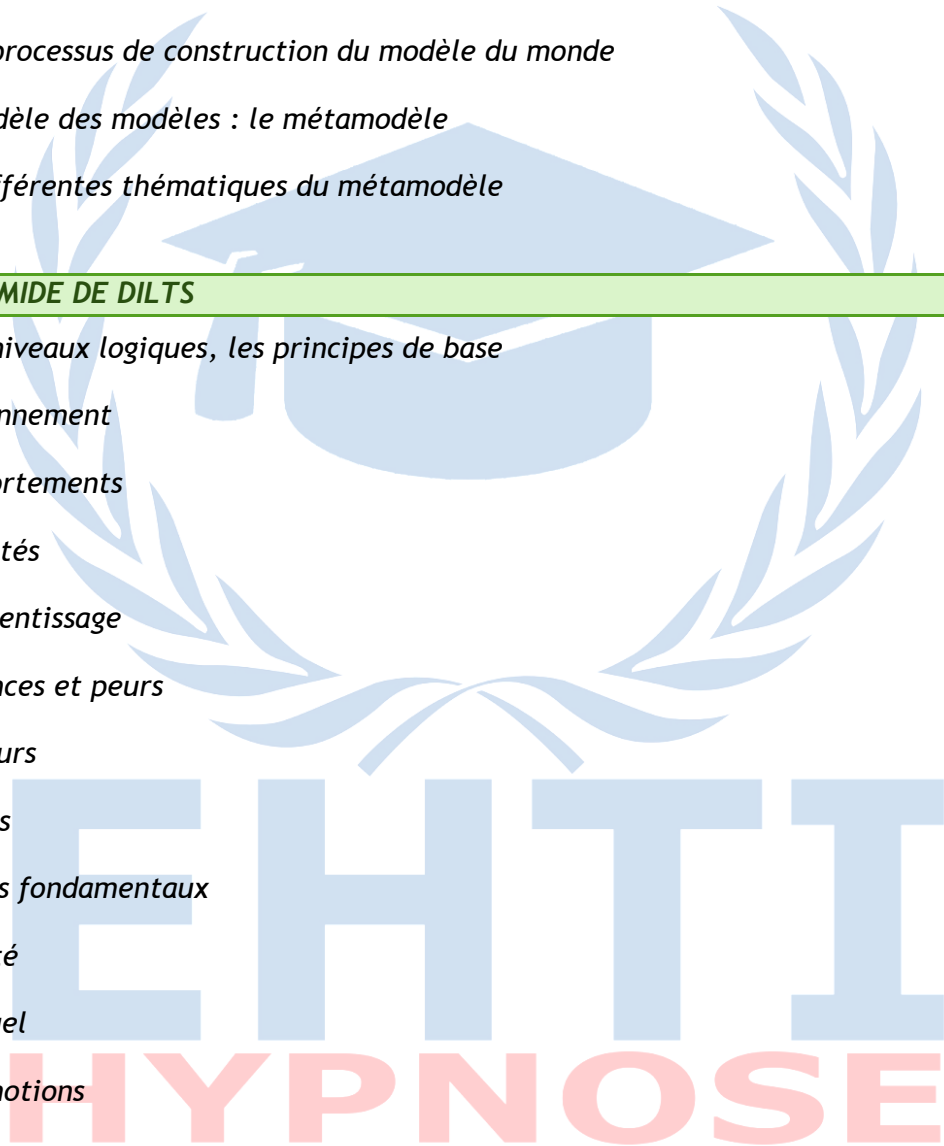 processus de construction du modèle du monde
dèle des modèles : le métamodèle
fférentes thématiques du métamodèle
MIDE DE DILTS
niveaux logiques, les principes de base
nnement
ortements
tés
entissage
nces et peurs
urs
s
s fondamentaux
té
uel
motions
EHTI
HYPNOSE